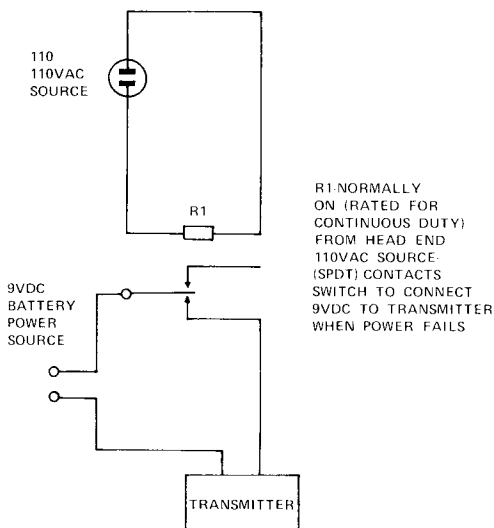 110
110VAC
SOURCE
R1
R1-NORMALLY
ON (RATED FOR
CONTINUOUS DUTY)
FROM HEAD END
110VAC SOURCE-
(SPDT) CONTACTS
SWITCH TO CONNECT
9VDC TO TRANSMITTER
WHEN POWER FAILS
9VDC
BATTERY
POWER
SOURCE
TRANSMITTER